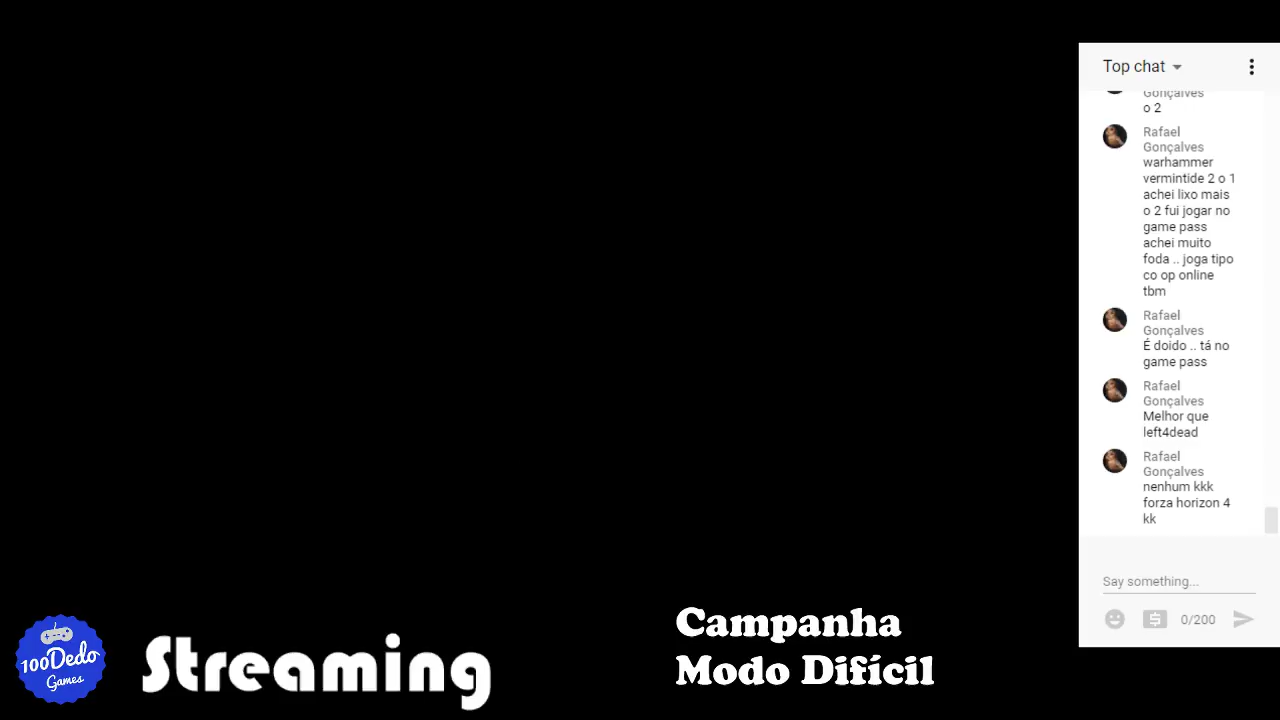 Top chat
Gonçalves
o 2
Rafael
Gonçalves
warhammer
vermintide 2 o 1
achei lixo mais
o 2 fui jogar no
game pass
achei muito
foda .. joga tipo
co op online
tbm
Rafael
Gonçalves
É doido .. tá no
game pass
Rafael
Gonçalves
Melhor que
left4dead
Rafael
Gonçalves
nenhum kkk
forza horizon 4
kk
Say something...
0/200
100Dedo
Games
Streaming
Campanha
Modo Difícil